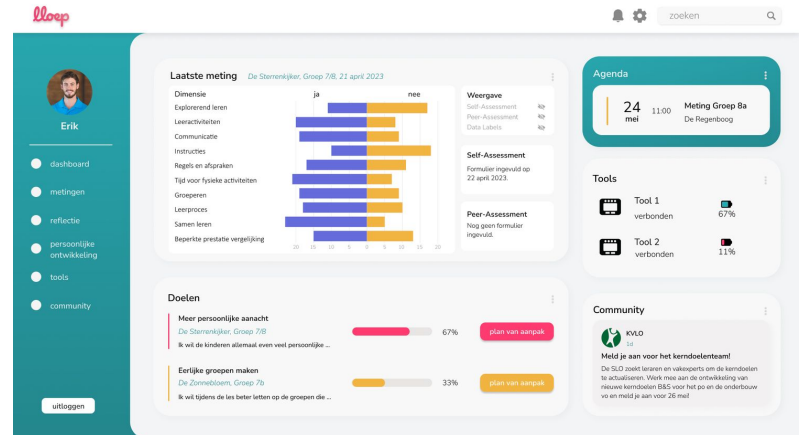 lloep
zoeken
Erik
dashboard
metingen
reflectie
persoonlijke
ontwikkeling
tools
community
uitloggen
Laatste meting De Sterrenkijker, Groep 7/8, 21 april 2023
Dimensie ja nee
Explorerend leren
Leeractiviteiten
Communicatie
Instructies
Regels en afspraken
Tijd voor fysieke activiteiten
Groeperen
Leerproces
Samen leren
Beperkte prestatie vergelijking
20 15 10 5 0 5 10 15 20
Weergave
Self-Assessment
Peer-Assessment
Data Labels
Self-Assessment
Formulier ingevuld op
22 april 2023.
Peer-Assessment
Nog geen formulier
ingevuld.
Doelen
Meer persoonlijke aanacht
De Sterrenkijker, Groep 7/8
Ik wil de kinderen allemaal even veel persoonlijke ...
67%
plan van aanpak
Eerlijke groepen maken
De Zonnebloem, Groep 7b
Ik wil tijdens de les beter letten op de groepen die ...
33%
plan van aanpak
Agenda
24
mei
11:00
Meting Groep 8a
De Regenboog
Tools
Tool 1
verbonden
67%
Tool 2
verbonden
11%
Community
KVLO
1d
Meld je aan voor het kerndoelenteam!
De SLO zoekt leraren en vakexperts om de kerndoelen
te actualiseren. Werk mee aan de ontwikkeling van
nieuwe kerndoelen B&S voor het po en de onderbouw
vo en meld je aan voor 26 mei!